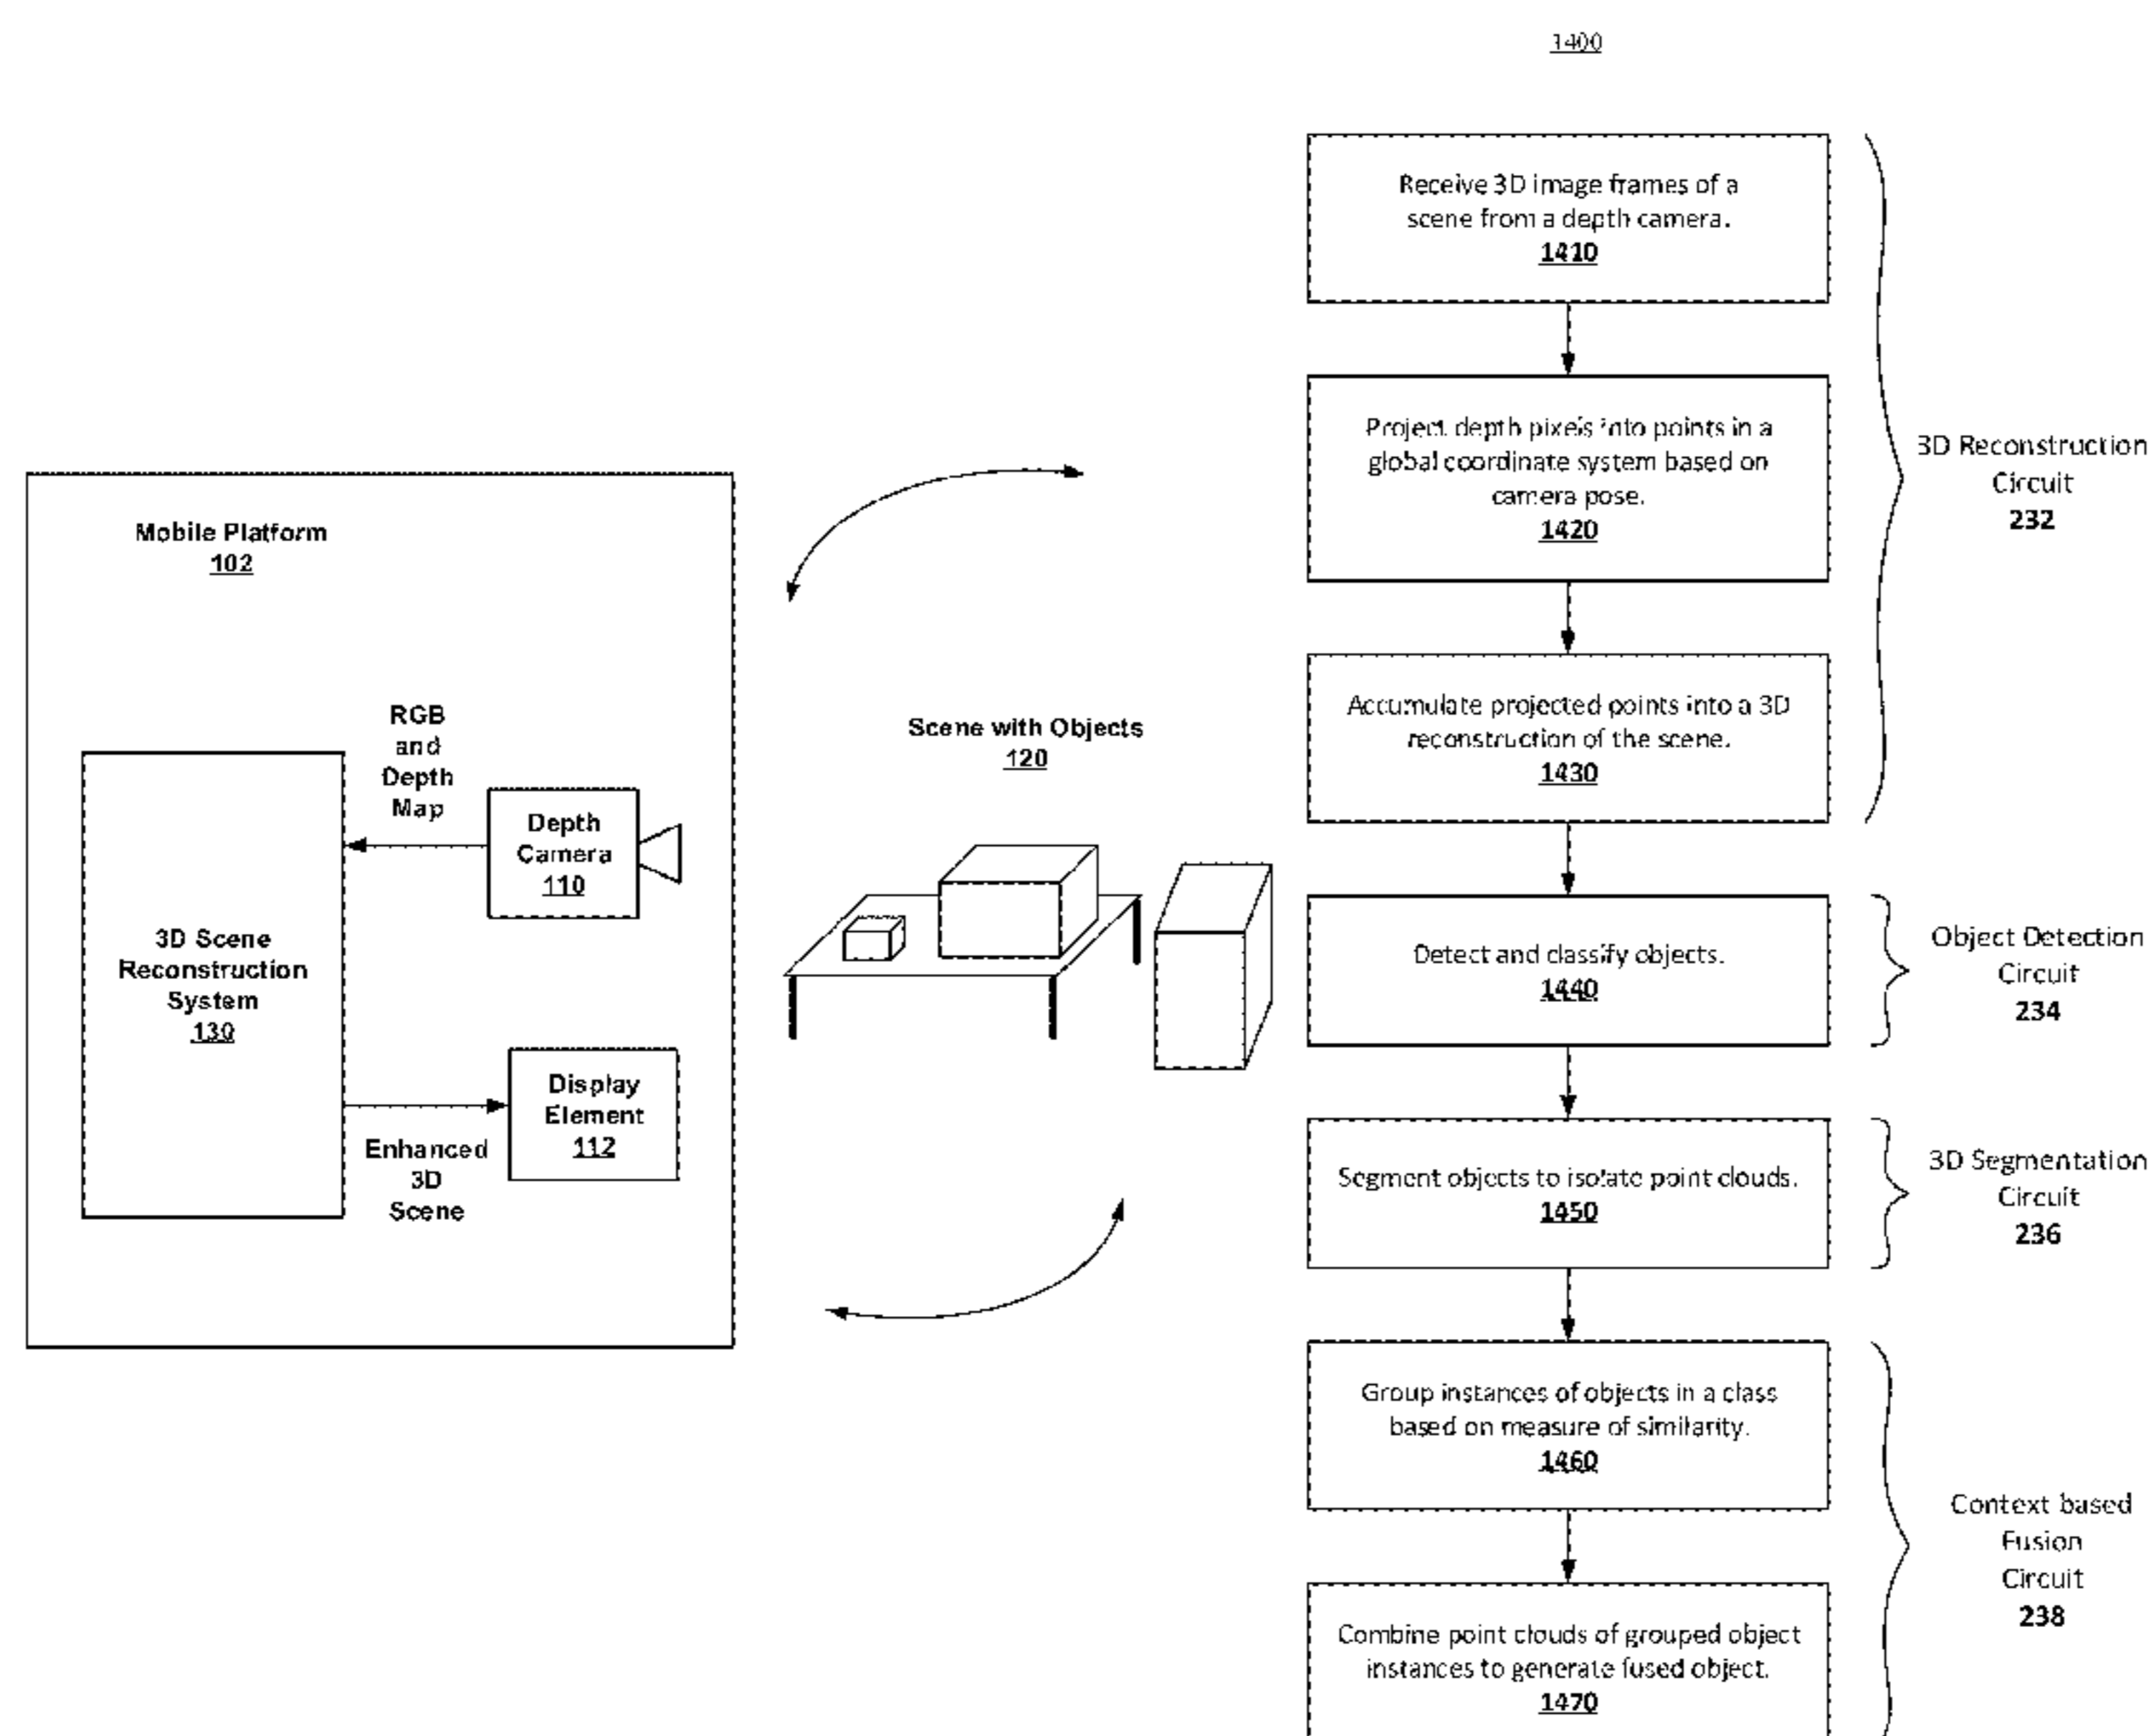 1400
Mobile Platform
102
RGB
and
Depth
Map
Depth
Camera
110
3D Scene
Reconstruction
System
130
Display
Element
112
Enhanced
3D
Scene
Scene with Objects
120
Receive 3D image frames of a
scene from a depth camera.
1410
Project depth pixels into points in a
global coordinate system based on
camera pose.
1420
Accumulate projected points into a 3D
reconstruction of the scene.
1430
3D Reconstruction
Circuit
232
Detect and classify objects.
1440
Object Detection
Circuit
234
Segment objects to isolate point clouds.
1450
3D Segmentation
Circuit
236
Group instances of objects in a class
based on measure of similarity.
1460
Combine point clouds of grouped object
instances to generate fused object.
1470
Context based
Fusion
Circuit
238